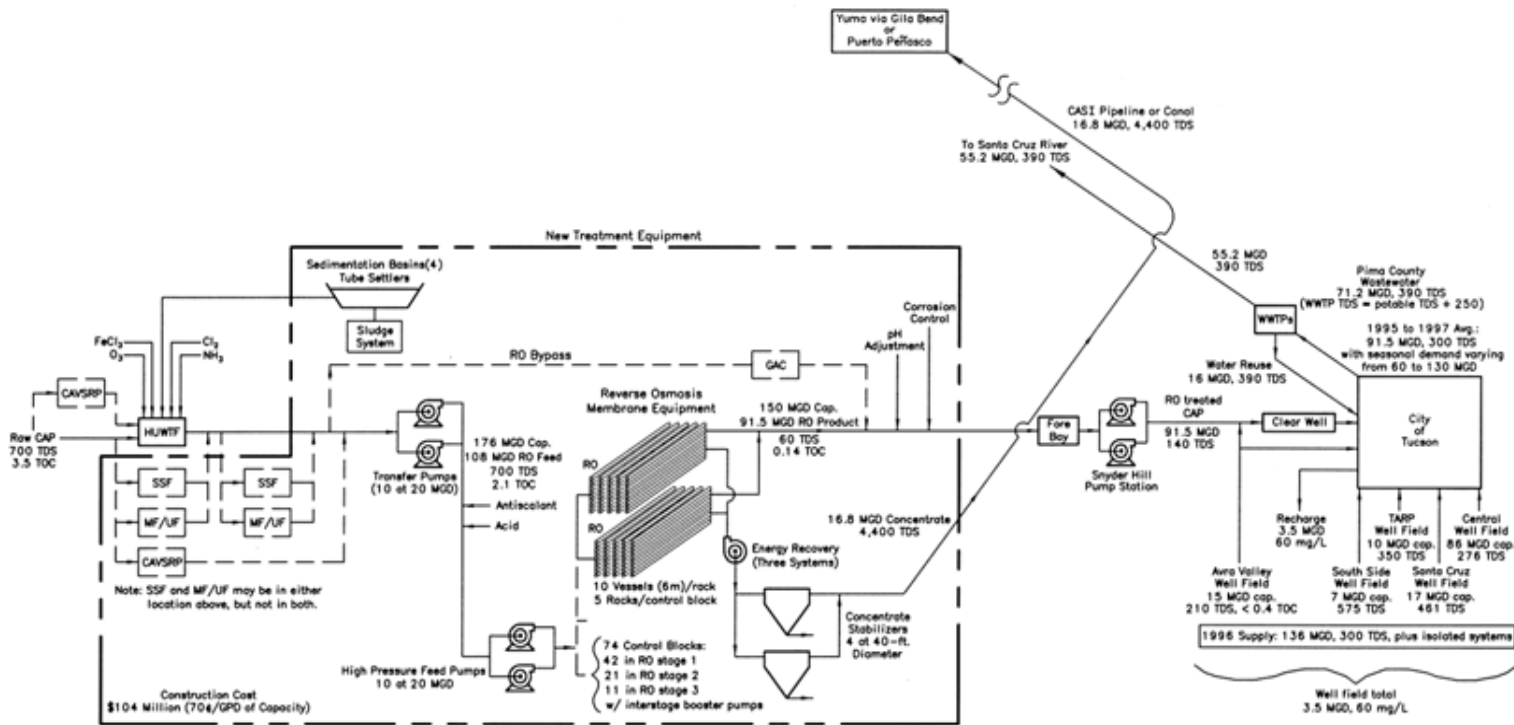 Yuma via Gila Bend
or
Puerto Peñasco
CASI Pipeline or Canal
16.8 MGD, 4,400 TDS
To Santa Cruz River
55.2 MGD, 390 TDS
New Treatment Equipment
Sedimentation Basins(4)
Tube Settlers
Sludge
System
FeCl3
O3
Cl2
NH3
CAVSRP
Raw CAP
700 TDS
3.5 TOC
HUWTF
SSF
SSF
MF/UF
MF/UF
CAVSRP
Note: SSF and MF/UF may be in either
location above, but not in both.
Construction Cost
$104 Million (70¢/GPD of Capacity)
RO Bypass
GAC
Transfer Pumps
(10 at 20 MGD)
176 MGD Cap.
108 MGD RO Feed
700 TDS
2.1 TOC
Antiscalant
Acid
High Pressure Feed Pumps
10 at 20 MGD
Reverse Osmosis
Membrane Equipment
RO
RO
10 Vessels (6m)/rack
5 Racks/control block
74 Control Blocks:
42 in RO stage 1
21 in RO stage 2
11 in RO stage 3
w/ interstage booster pumps
150 MGD Cap.
91.5 MGD RO Product
60 TDS
0.14 TOC
pH
Adjustment
Corrosion
Control
Energy Recovery
(Three Systems)
Concentrate
Stabilizers
4 at 40-ft.
Diameter
16.8 MGD Concentrate
4,400 TDS
Fore
Bay
Snyder Hill
Pump Station
RO treated
CAP
91.5 MGD
140 TDS
Clear Well
55.2 MGD
390 TDS
WWTPs
Water Reuse
16 MGD, 390 TDS
Pima County
Wastewater
71.2 MGD, 390 TDS
(WWTP TDS = potable TDS + 250)
1995 to 1997 Avg.:
91.5 MGD, 300 TDS
with seasonal demand varying
from 60 to 130 MGD
City
of
Tucson
Recharge
3.5 MGD
60 mg/L
Avra Valley
Well Field
15 MGD cap.
210 TDS, < 0.4 TOC
South Side
Well Field
7 MGD cap.
575 TDS
TARP
Well Field
10 MGD cap.
350 TDS
Santa Cruz
Well Field
17 MGD cap.
461 TDS
Central
Well Field
86 MGD cap.
276 TDS
1996 Supply: 136 MGD, 300 TDS, plus isolated systems
Well field total
3.5 MGD, 60 mg/L